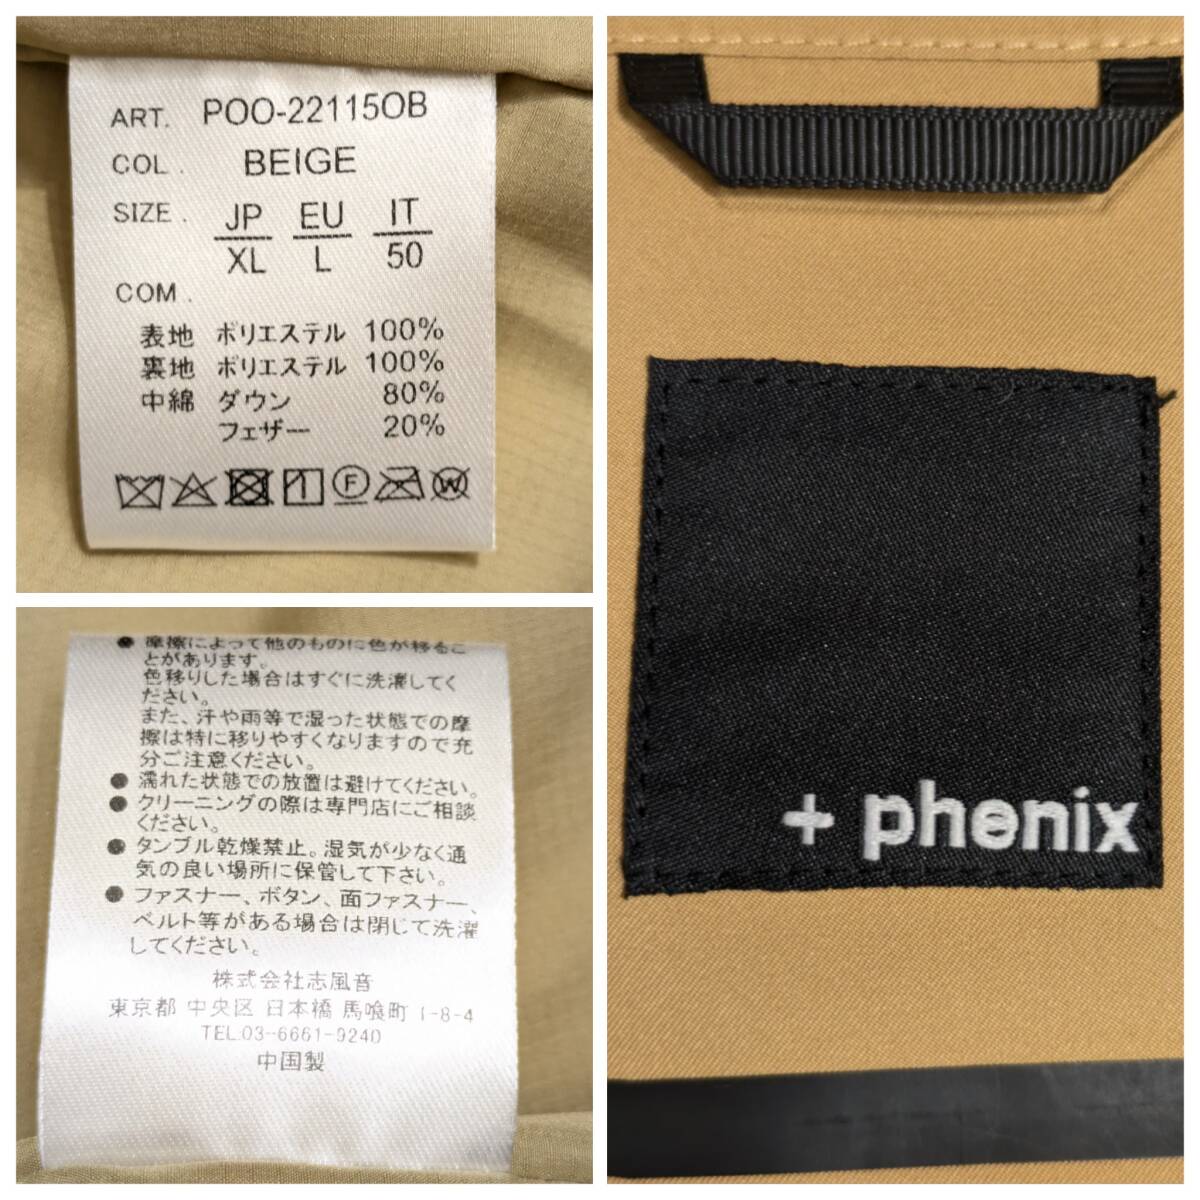 ART. POO-22115OB
COL. BEIGE
SIZE. JP EU IT
XL L 50
COM.
表地 ポリエステル 100%
裏地 ポリエステル 100%
中綿 ダウン 80%
フェザー 20%
1 F W
● 摩擦によって他のものに色が移るこ
とがあります。
色移りした場合はすぐに洗濯してく
ださい。
また、汗や雨等で湿った状態での摩
擦は特に移りやすくなりますので充
分ご注意ください。
● 濡れた状態での放置は避けてください。
● クリーニングの際は専門店にご相談
ください。
● タンブル乾燥禁止。湿気が少なく通
気の良い場所に保管して下さい。
● ファスナー、ボタン、面ファスナー、
ベルト等がある場合は閉じて洗濯
してください。
株式会社志風音
東京都 中央区 日本橋 馬喰町 1-8-4
TEL.03-6661-9240
中国製
+ phenix